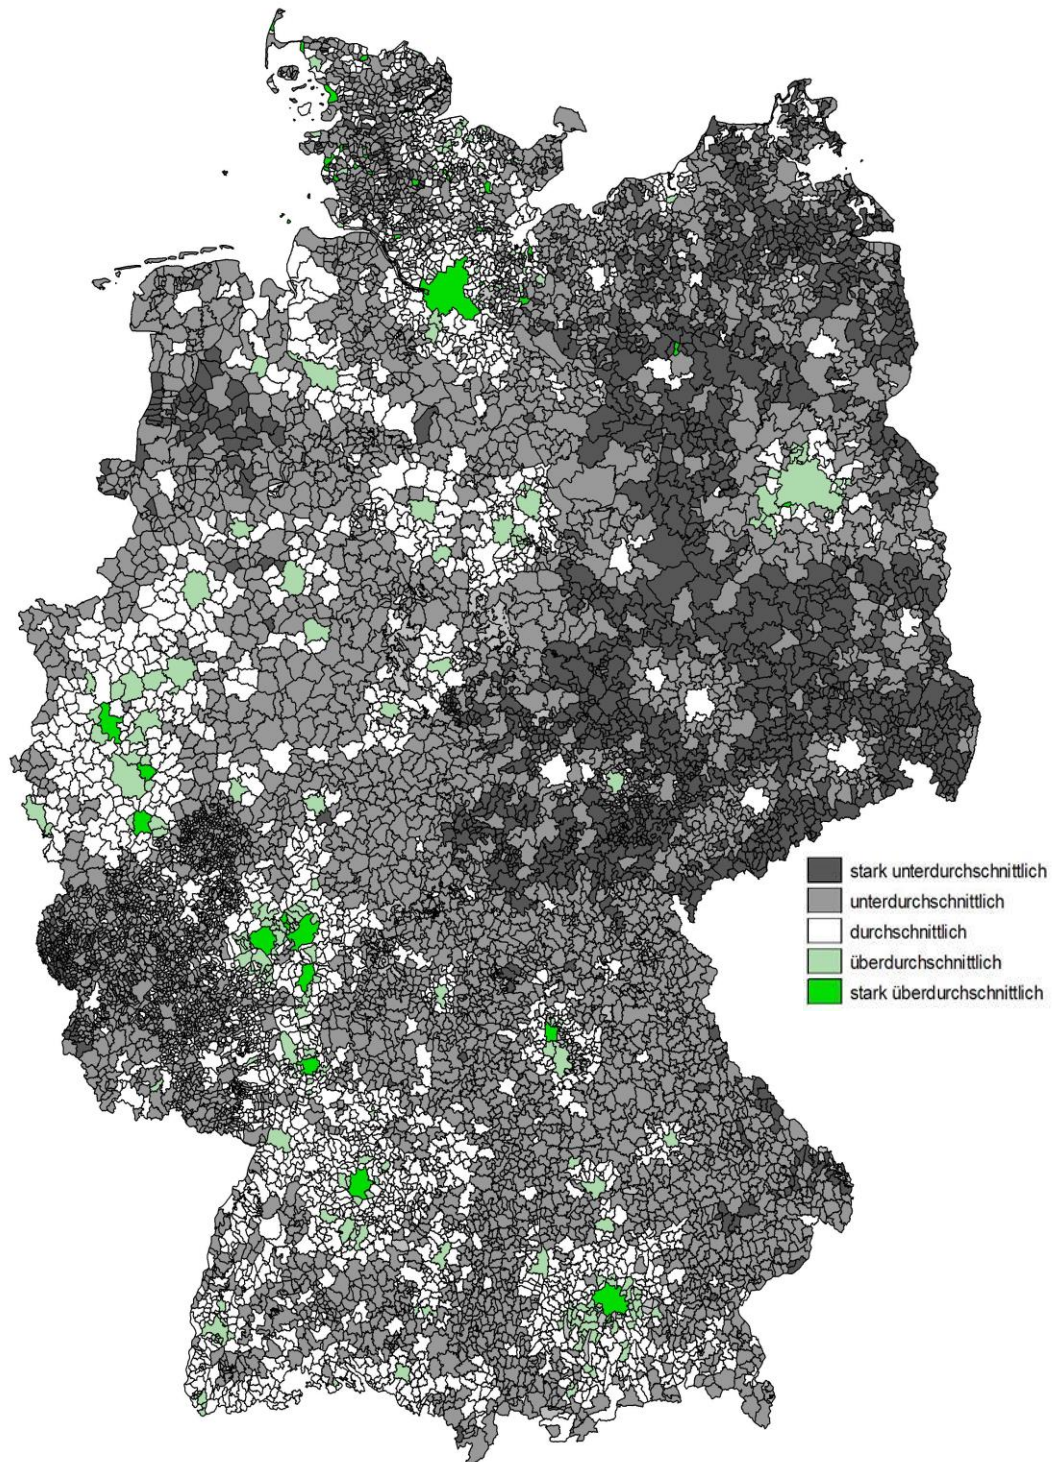 stark unterdurchschnittlich
unterdurchschnittlich
durchschnittlich
überdurchschnittlich
stark überdurchschnittlich